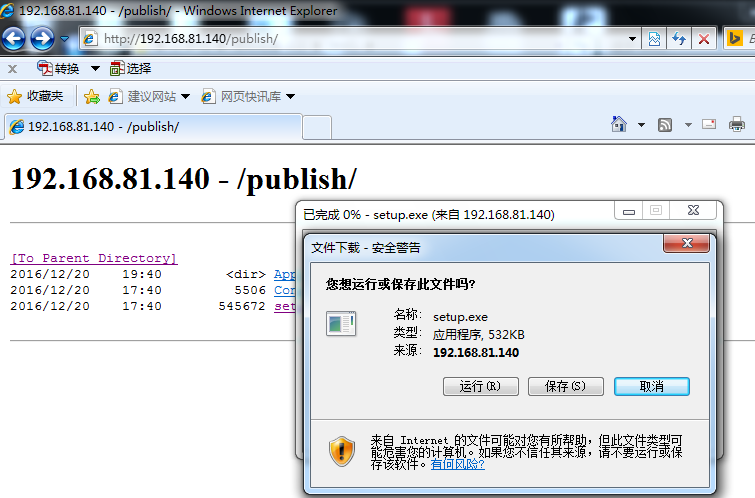 192.168.81.140 - /publish/ - Windows Internet Explorer
http://192.168.81.140/publish/
x 转换 选择
收藏夹 建议网站 网页快讯库
192.168.81.140 - /publish/
192.168.81.140 - /publish/
已完成 0% - setup.exe (来自 192.168.81.140)
文件下载 - 安全警告
[To Parent Directory]
2016/12/20 19:40 <dir>
2016/12/20 17:40 5506
2016/12/20 17:40 545672
您想运行或保存此文件吗?
名称: setup.exe
类型: 应用程序, 532KB
来源: 192.168.81.140
运行(R) 保存(S) 取消
来自 Internet 的文件可能对您有所帮助，但此文件类型可
能危害您的计算机。如果您不信任其来源，请不要运行或保
存该软件。有何风险?